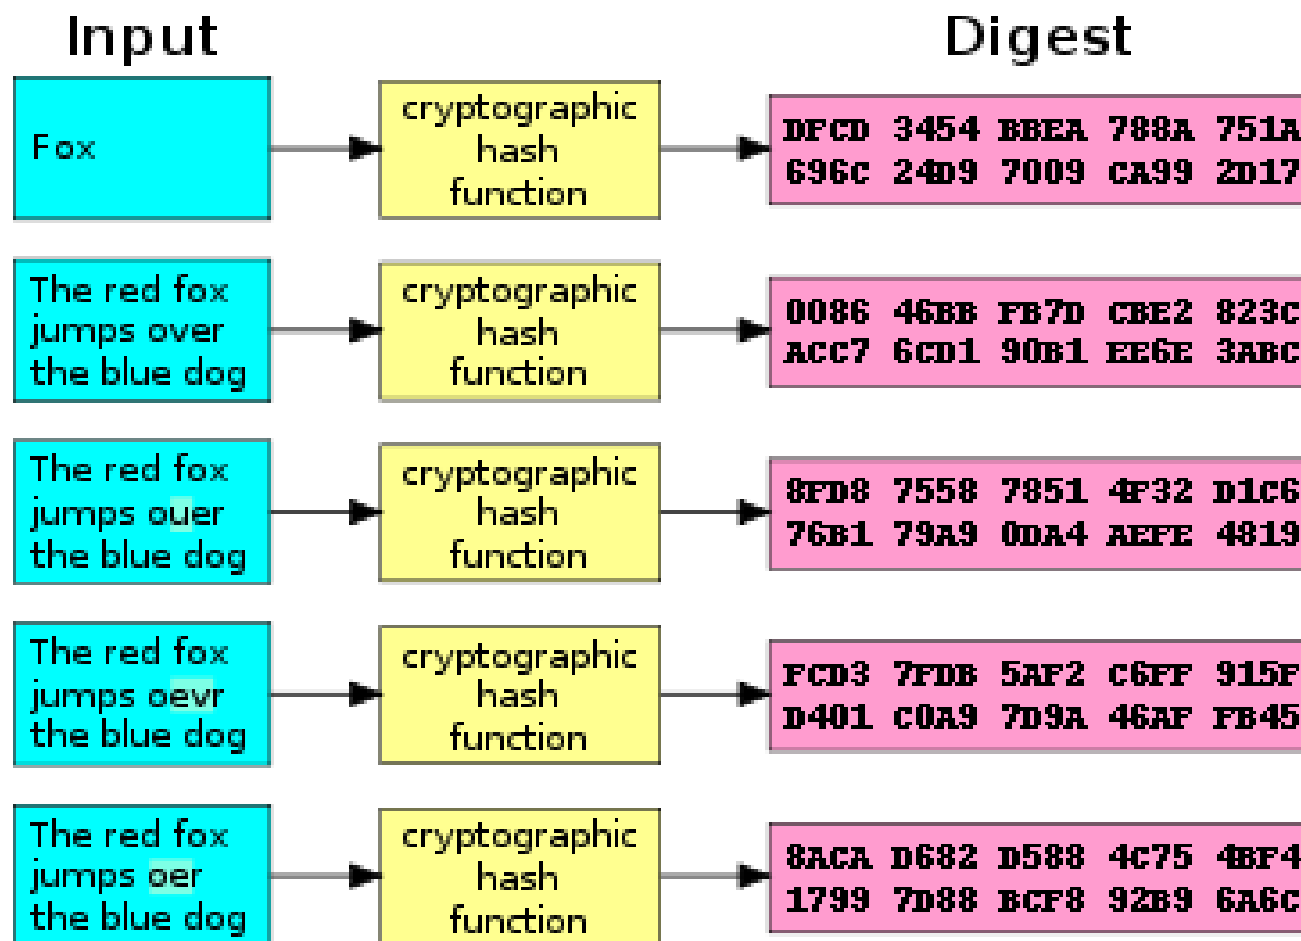 Input
Digest
Fox
cryptographic
hash
function
DFCD 3454 BBEA 788A 751A
696C 24D9 7009 CA99 2D17
The red fox
jumps over
the blue dog
cryptographic
hash
function
0086 46BB FB7D CBE2 823C
ACC7 6CD1 90B1 EE6E 3ABC
The red fox
jumps ouer
the blue dog
cryptographic
hash
function
8FD8 7558 7851 4F32 D1C6
76B1 79A9 0DA4 AEFE 4819
The red fox
jumps oevr
the blue dog
cryptographic
hash
function
FCD3 7FDB 5AF2 C6FF 915F
D401 C0A9 7D9A 46AF FB45
The red fox
jumps oer
the blue dog
cryptographic
hash
function
8ACA D682 D588 4C75 4BF4
1799 7D88 BCF8 92B9 6A6C